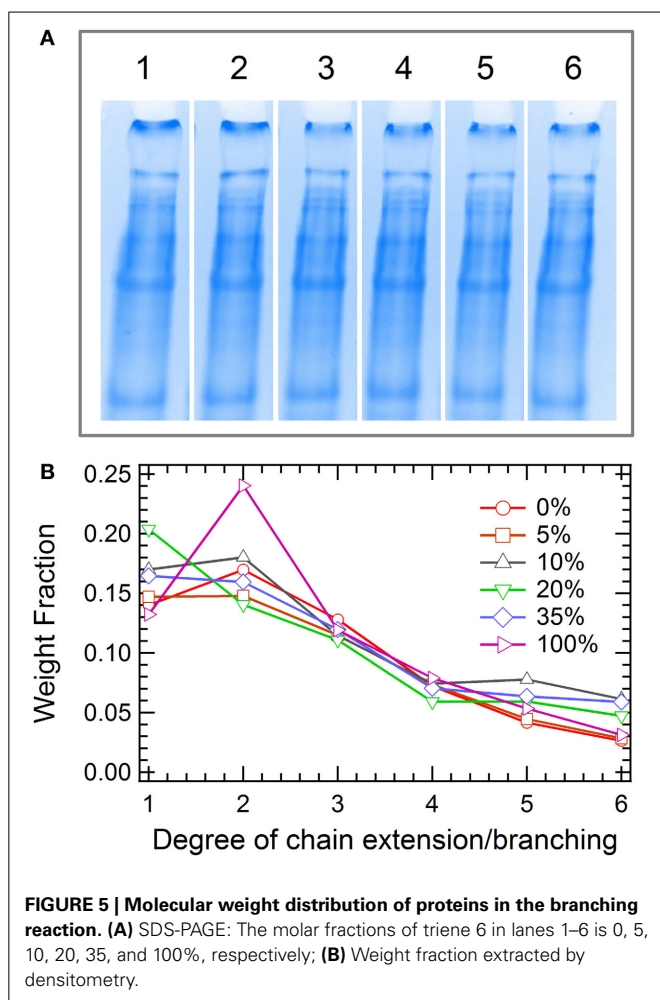 A
1 2 3 4 5 6
B
0.25
0.20
0.15
0.10
0.05
0.00
Weight Fraction
0%
5%
10%
20%
35%
100%
1 2 3 4 5 6
Degree of chain extension/branching
FIGURE 5 | Molecular weight distribution of proteins in the branching
reaction. (A) SDS-PAGE: The molar fractions of triene 6 in lanes 1–6 is 0, 5,
10, 20, 35, and 100%, respectively; (B) Weight fraction extracted by
densitometry.